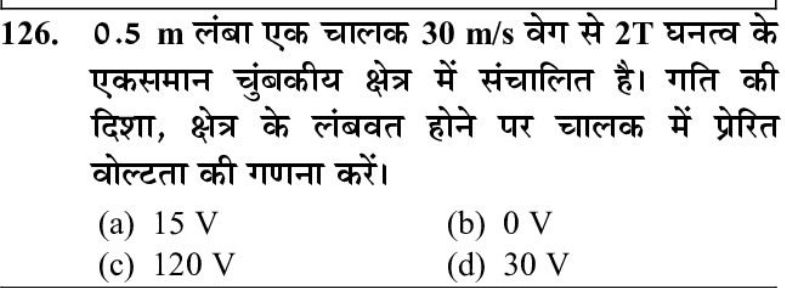 126. 0.5 m लंबा एक चालक 30 m/s वेग से 2T घनत्व के
एकसमान चुंबकीय क्षेत्र में संचालित है। गति की
दिशा, क्षेत्र के लंबवत होने पर चालक में प्रेरित
वोल्टता की गणना करें।
(a) 15 V (b) 0 V
(c) 120 V (d) 30 V